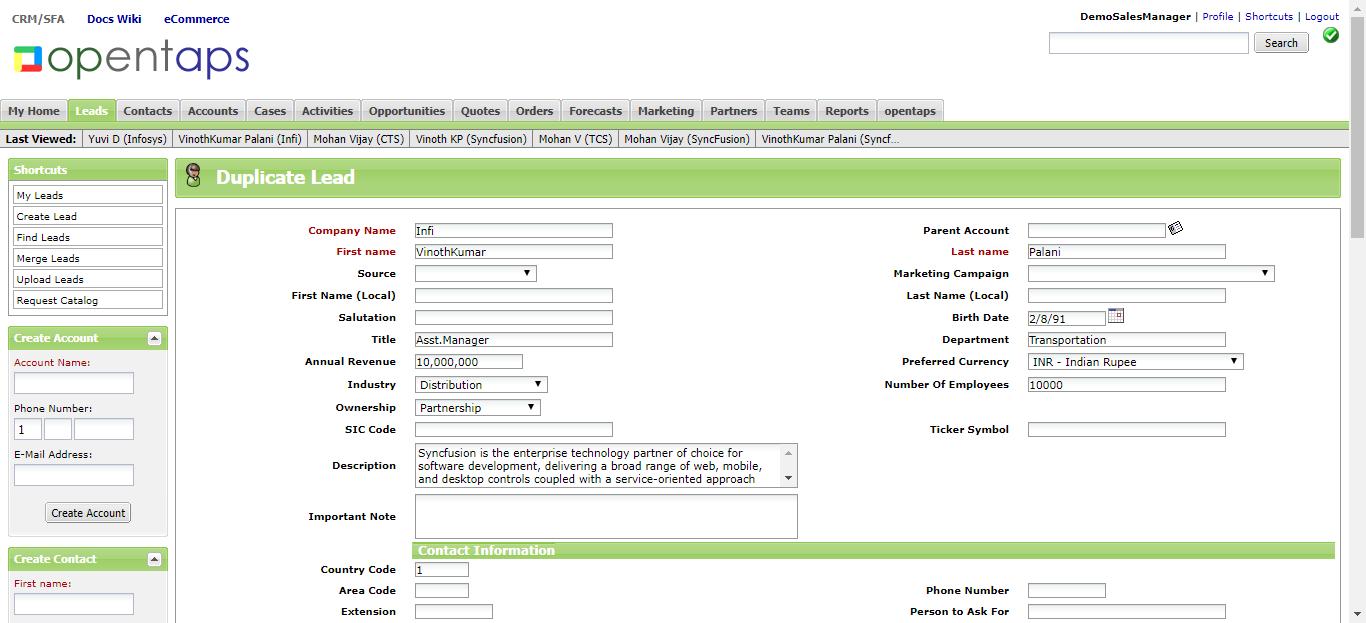 CRM/SFA Docs Wiki eCommerce
DemoSalesManager | Profile | Shortcuts | Logout
opentaps
Search
My Home Leads Contacts Accounts Cases Activities Opportunities Quotes Orders Forecasts Marketing Partners Teams Reports opentaps
Last Viewed: Yuvi D (Infosys) VinothKumar Palani (Infi) Mohan Vijay (CTS) Vinoth KP (Syncfusion) Mohan V (TCS) Mohan Vijay (SyncFusion) VinothKumar Palani (Syncf...
Shortcuts
My Leads
Create Lead
Find Leads
Merge Leads
Upload Leads
Request Catalog
Create Account
Account Name:
Phone Number:
1
E-Mail Address:
Create Account
Create Contact
First name:
Duplicate Lead
Company Name Infi Parent Account
First name VinothKumar Last name Palani
Source Marketing Campaign
First Name (Local) Last Name (Local)
Salutation Birth Date 2/8/91
Title Asst.Manager Department Transportation
Annual Revenue 10,000,000 Preferred Currency INR - Indian Rupee
Industry Distribution Number Of Employees 10000
Ownership Partnership
SIC Code Ticker Symbol
Description Syncfusion is the enterprise technology partner of choice for
software development, delivering a broad range of web, mobile,
and desktop controls coupled with a service-oriented approach
Important Note
Contact Information
Country Code 1
Area Code Phone Number
Extension Person to Ask For